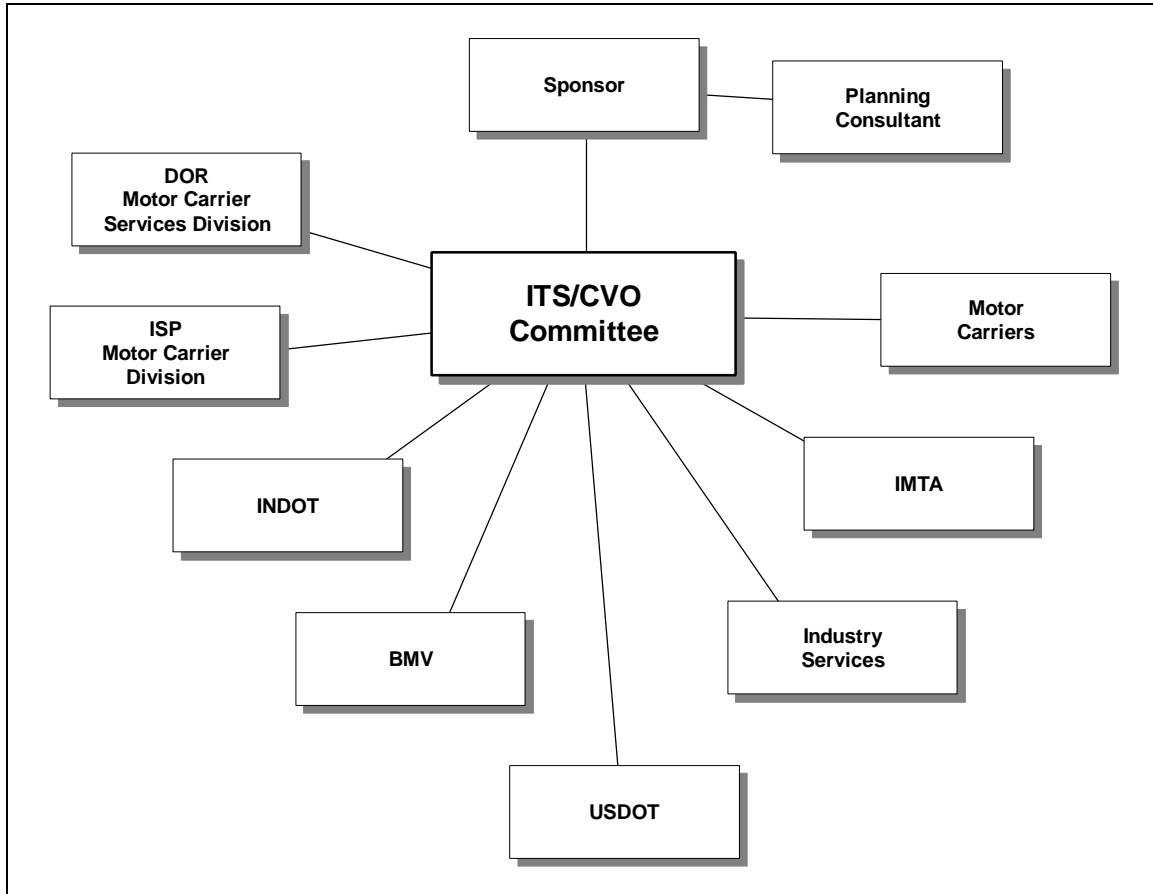 Sponsor
Planning
Consultant
DOR
Motor Carrier
Services Division
ITS/CVO
Committee
Motor
Carriers
ISP
Motor Carrier
Division
INDOT
IMTA
BMV
Industry
Services
USDOT